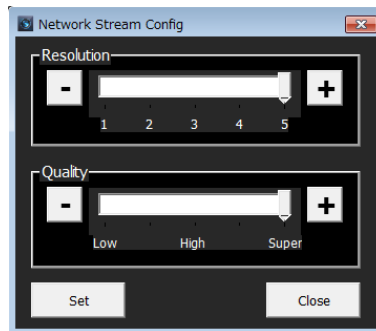 Network Stream Config
Resolution
- +
1 2 3 4 5
Quality
- +
Low High Super
Set Close